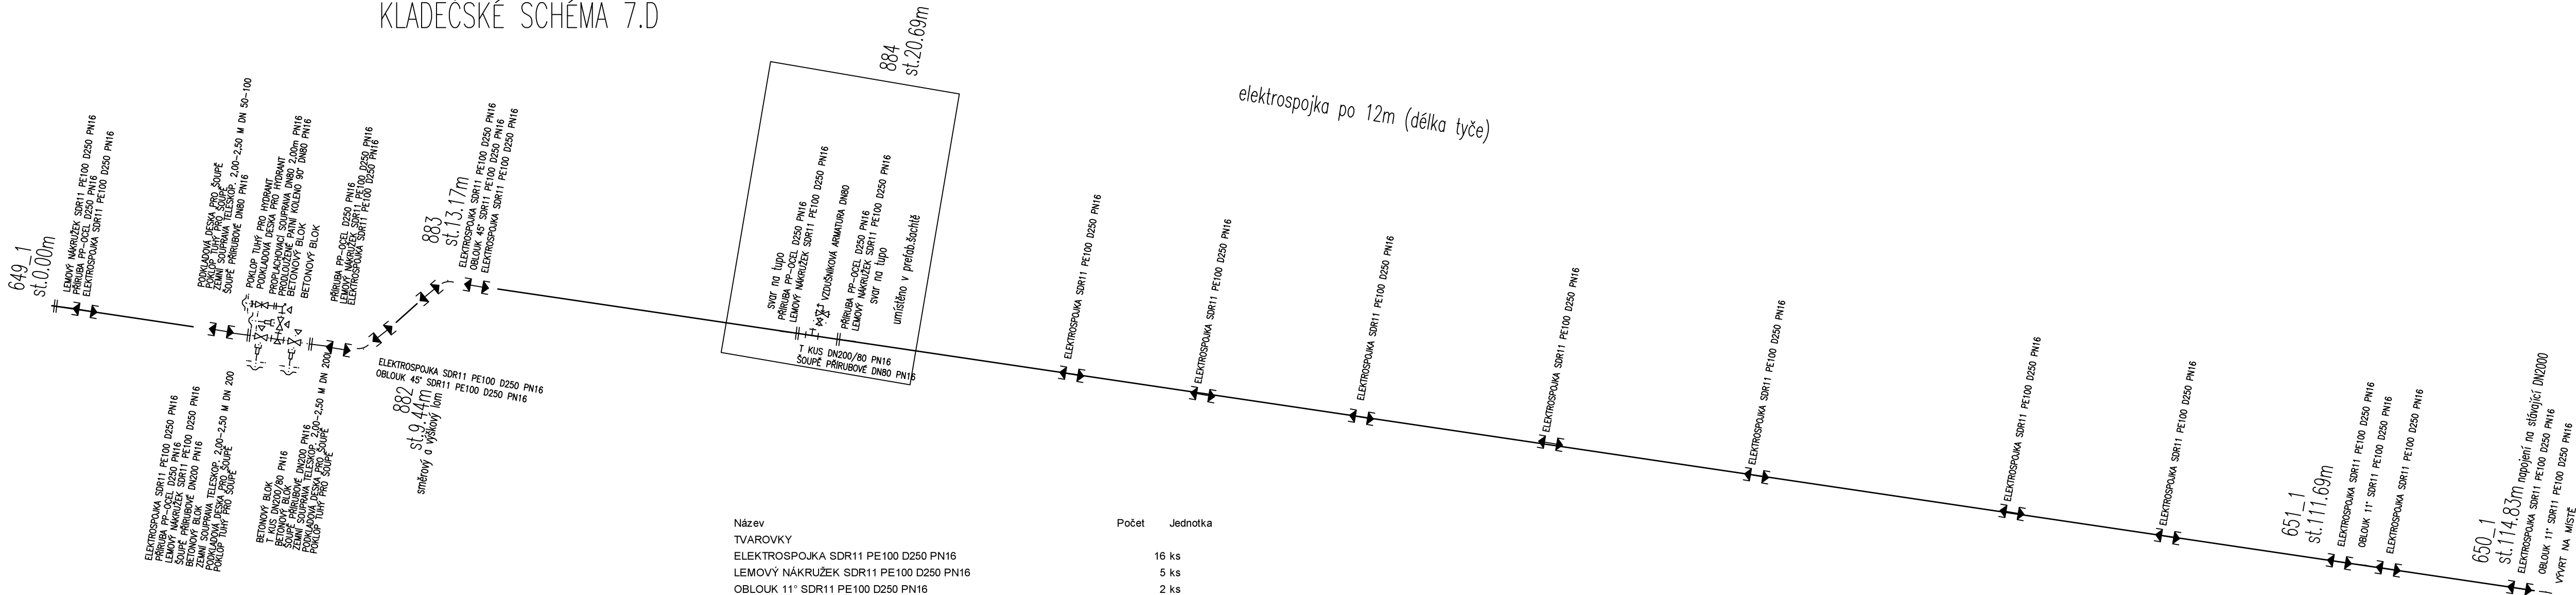 KLADEČSKÉ SCHÉMA 7.D
649_1
st.0.00m
LEMOVÝ NÁKRUŽEK SDR11 PE100 D250 PN16
PŘÍRUBA PP-OCEL D250 PN16
ELEKTROSPOJKA SDR11 PE100 D250 PN16
PODKLADOVÁ DESKA PRO ŠOUPĚ
POKLOP TUHÝ PRO ŠOUPĚ
ZEMNÍ SOUPRAVA TELESKOP. 2,00-2,50 M DN 50-100
ŠOUPĚ PŘÍRUBOVÉ DN80 PN16
POKLOP TUHÝ PRO HYDRANT
PODKLADOVÁ DESKA PRO HYDRANT
PROPLACHOVACÍ SOUPRAVA DN80 2,00m PN16
PRODLOUŽENÉ PATNÍ KOLENO 90° DN80 PN16
BETONOVÝ BLOK
BETONOVÝ BLOK
PŘÍRUBA PP-OCEL D250 PN16
LEMOVÝ NÁKRUŽEK SDR11 PE100 D250 PN16
ELEKTROSPOJKA SDR11 PE100 D250 PN16
883
st.13.17m
ELEKTROSPOJKA SDR11 PE100 D250 PN16
OBLOUK 45° SDR11 PE100 D250 PN16
ELEKTROSPOJKA SDR11 PE100 D250 PN16
884
st.20.69m
svar na tupo
PŘÍRUBA PP-OCEL D250 PN16
LEMOVÝ NÁKRUŽEK SDR11 PE100 D250 PN16
VZDUŠNÍKOVÁ ARMATURA DN80
PŘÍRUBA PP-OCEL D250 PN16
LEMOVÝ NÁKRUŽEK SDR11 PE100 D250 PN16
svar na tupo
umístěno v prefab.šachtě
T KUS DN200/80 PN16
ŠOUPĚ PŘÍRUBOVÉ DN80 PN16
elektrospojka po 12m (délka tyče)
ELEKTROSPOJKA SDR11 PE100 D250 PN16
ELEKTROSPOJKA SDR11 PE100 D250 PN16
ELEKTROSPOJKA SDR11 PE100 D250 PN16
ELEKTROSPOJKA SDR11 PE100 D250 PN16
ELEKTROSPOJKA SDR11 PE100 D250 PN16
ELEKTROSPOJKA SDR11 PE100 D250 PN16
ELEKTROSPOJKA SDR11 PE100 D250 PN16
651_1
st.111.69m
ELEKTROSPOJKA SDR11 PE100 D250 PN16
OBLOUK 11° SDR11 PE100 D250 PN16
ELEKTROSPOJKA SDR11 PE100 D250 PN16
650_1
st.114.83m napojení na stávající DN2000
ELEKTROSPOJKA SDR11 PE100 D250 PN16
OBLOUK 11° SDR11 PE100 D250 PN16
VÝVRT NA MÍSTĚ
ELEKTROSPOJKA SDR11 PE100 D250 PN16
OBLOUK 45° SDR11 PE100 D250 PN16
882
st.9.44m
směrový a výškový lom
ELEKTROSPOJKA SDR11 PE100 D250 PN16
PŘÍRUBA PP-OCEL D250 PN16
LEMOVÝ NÁKRUŽEK SDR11 PE100 D250 PN16
ŠOUPĚ PŘÍRUBOVÉ DN200 PN16
BETONOVÝ BLOK
ZEMNÍ SOUPRAVA TELESKOP. 2,00-2,50 M DN 200
PODKLADOVÁ DESKA PRO ŠOUPĚ
POKLOP TUHÝ PRO ŠOUPĚ
BETONOVÝ BLOK
T KUS DN200/80 PN16
BETONOVÝ BLOK
ŠOUPĚ PŘÍRUBOVÉ DN200 PN16
ZEMNÍ SOUPRAVA TELESKOP. 2,00-2,50 M DN 200
PODKLADOVÁ DESKA PRO ŠOUPĚ
POKLOP TUHÝ PRO ŠOUPĚ
Název Počet Jednotka
TVAROVKY
ELEKTROSPOJKA SDR11 PE100 D250 PN16 16 ks
LEMOVÝ NÁKRUŽEK SDR11 PE100 D250 PN16 5 ks
OBLOUK 11° SDR11 PE100 D250 PN16 2 ks